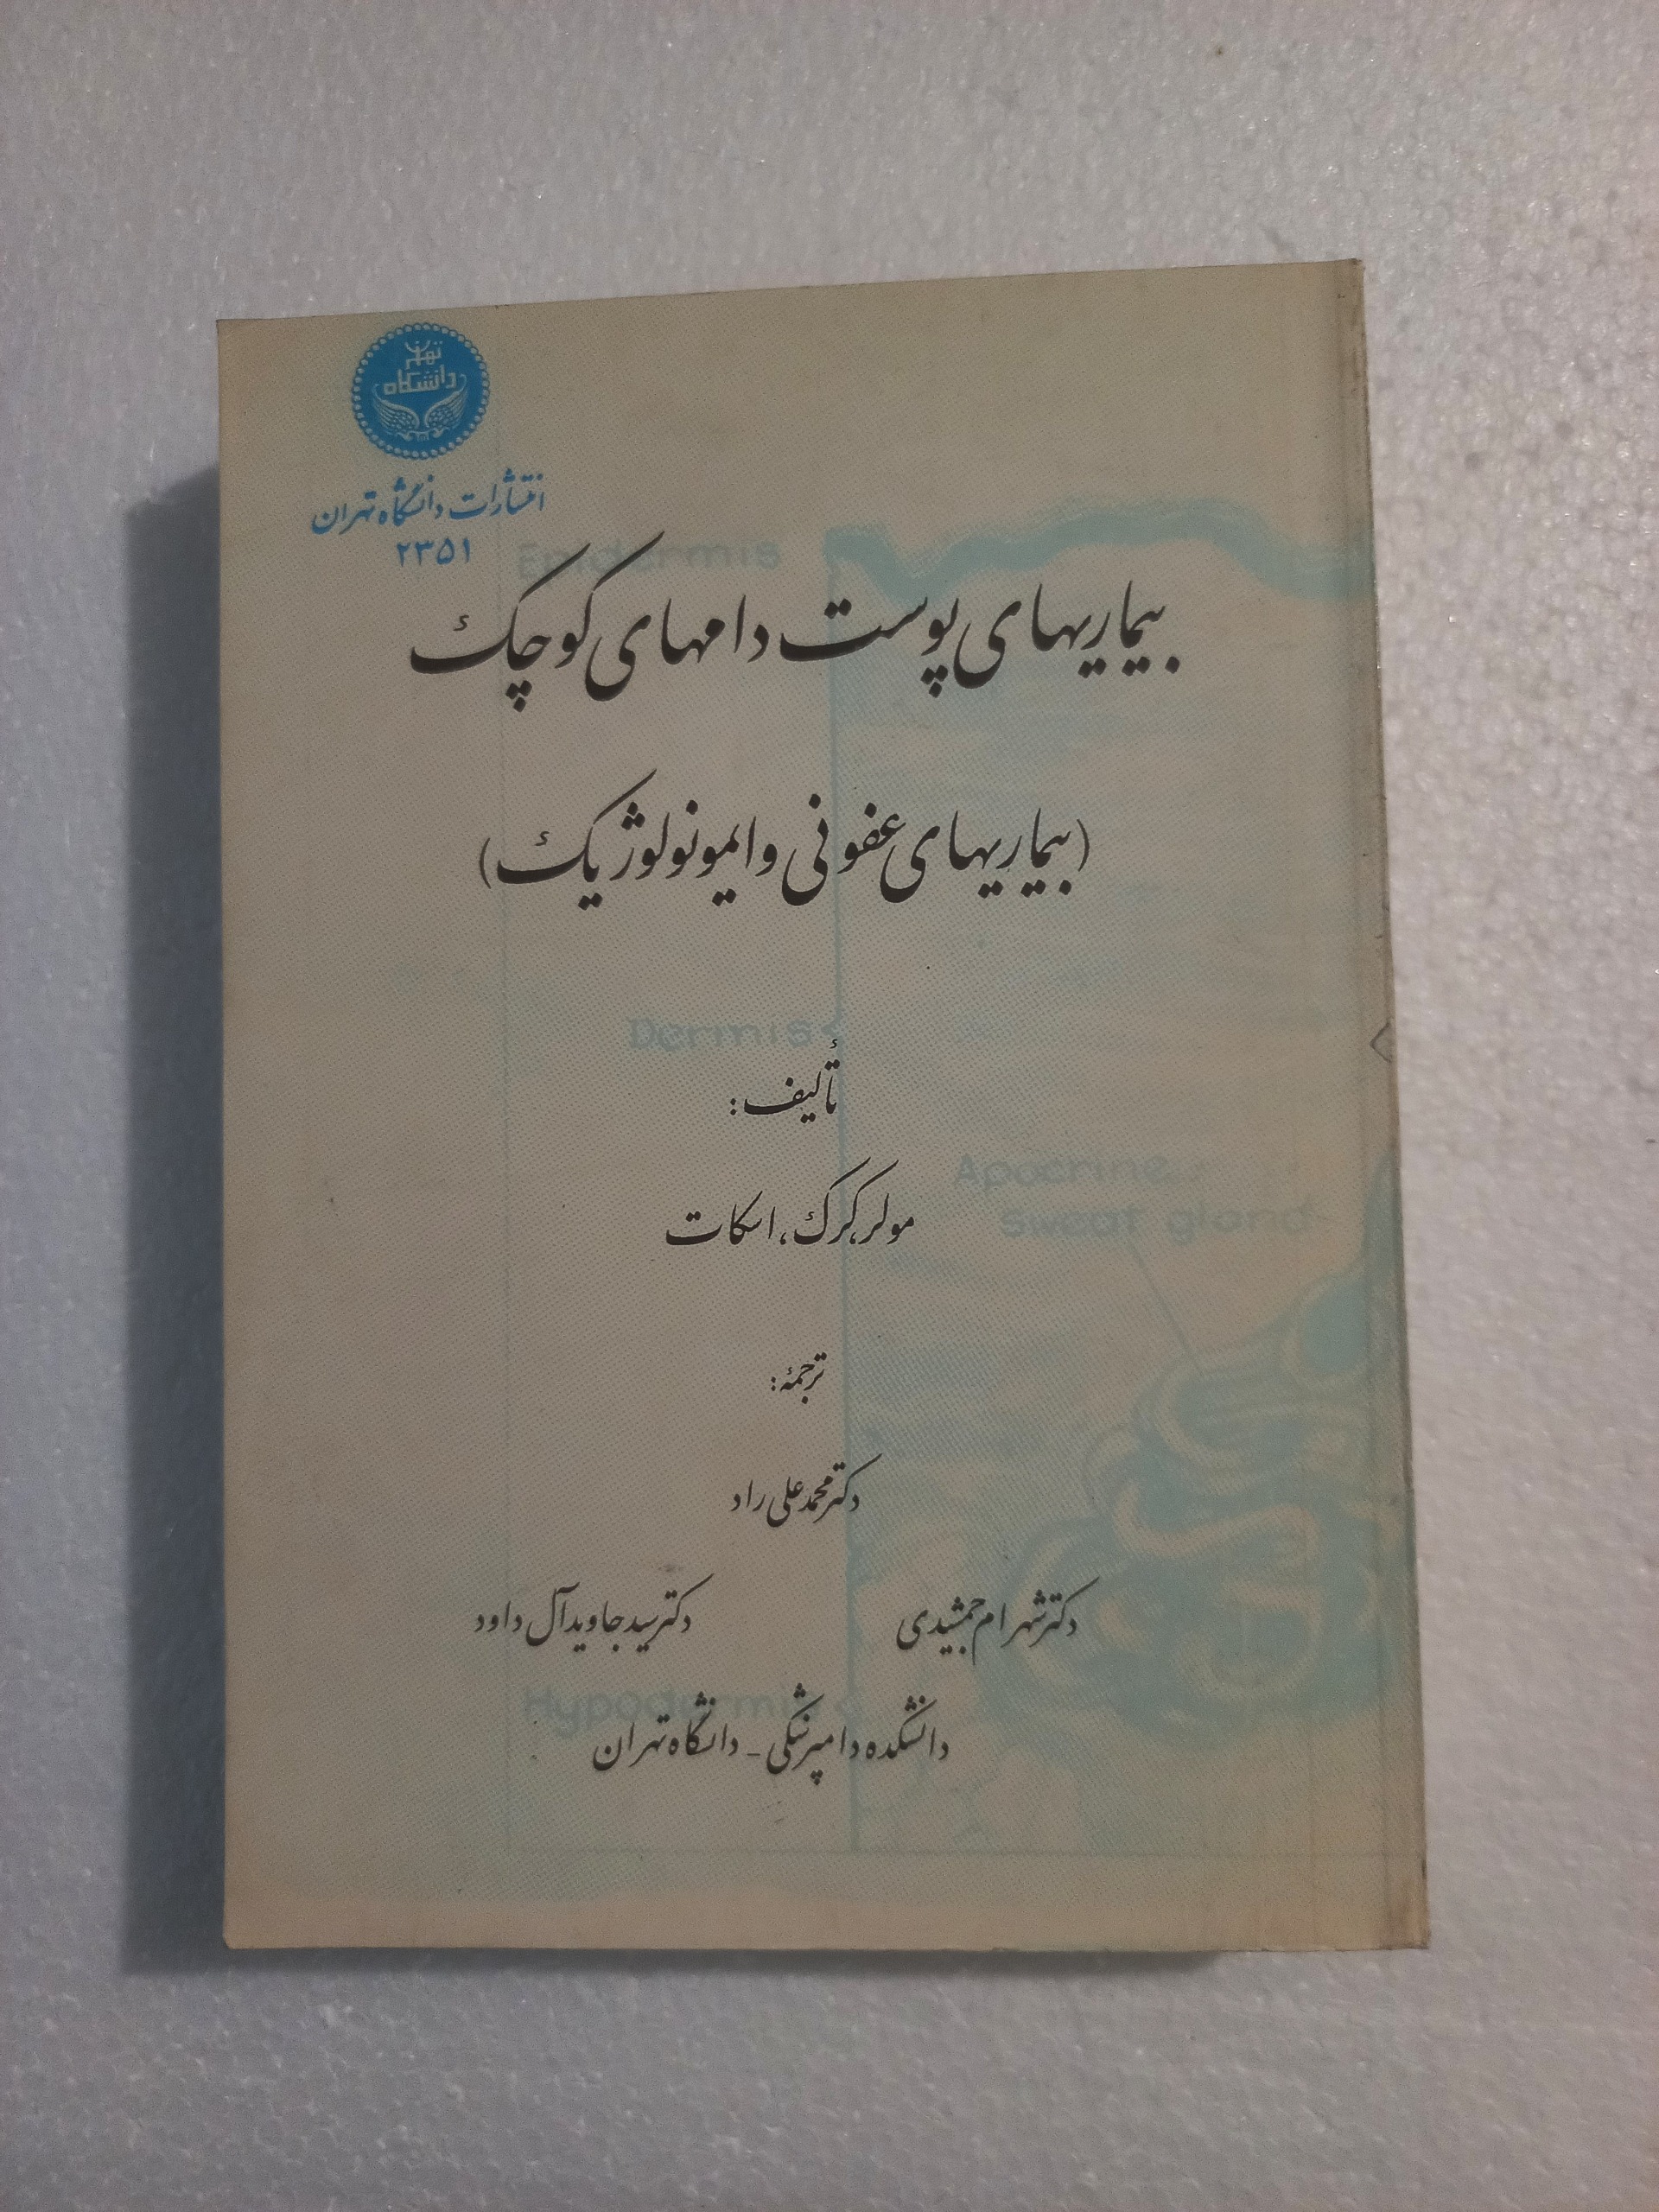 تهران
دانشگاه
انتشارات دانشگاه تهران
۲۳۵۱
Epidermis
بیماریهای پوست دامهای کوچک
(بیماریهای عفونی و ایمونولوژیک)
Dermis
تألیف:
Apocrine
sweat gland
مولر، کرک، اسکات
ترجمۀ:
دکتر محمد علی راد
دکتر شهرام جمشیدی
دکتر سید جاوید آل داود
Hypodermis
دانشکده دامپزشکی - دانشگاه تهران